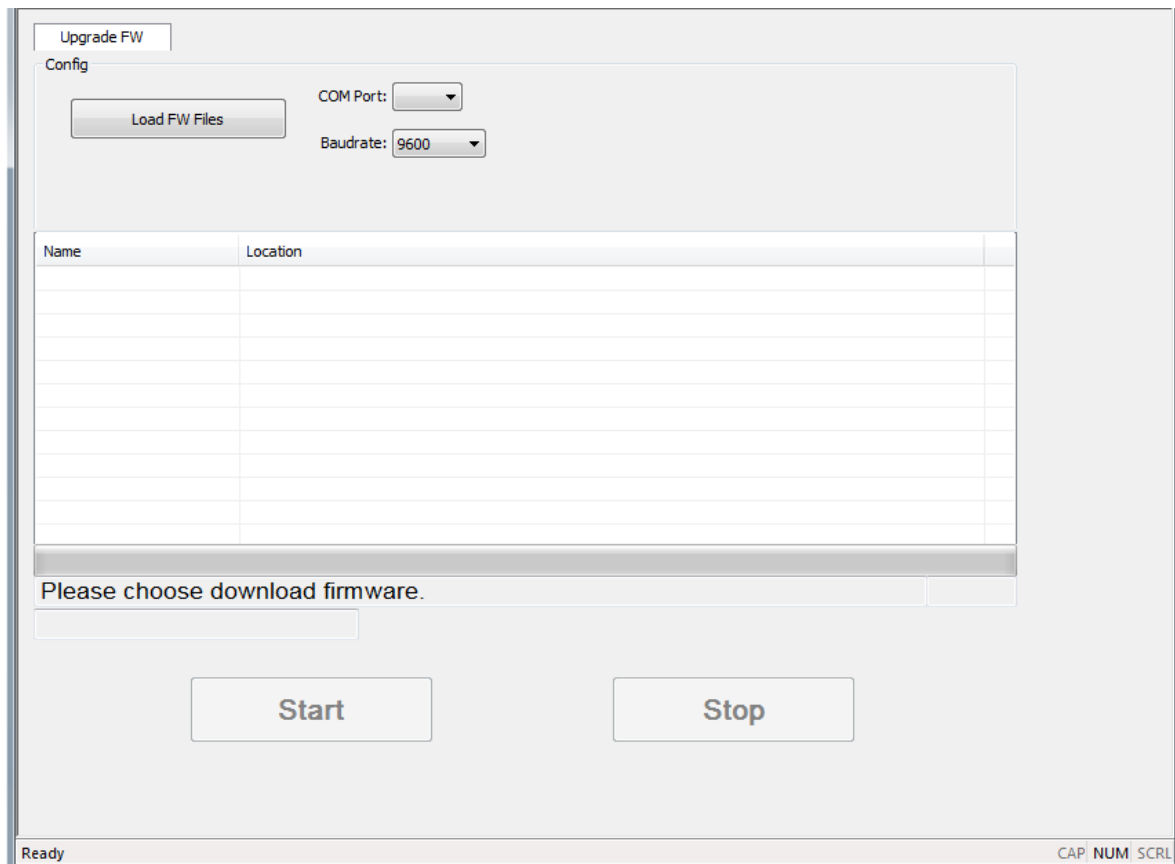 Upgrade FW
Config
Load FW Files
COM Port:
Baudrate: 9600
Name Location
Please choose download firmware.
Start Stop
Ready CAP NUM SCRL